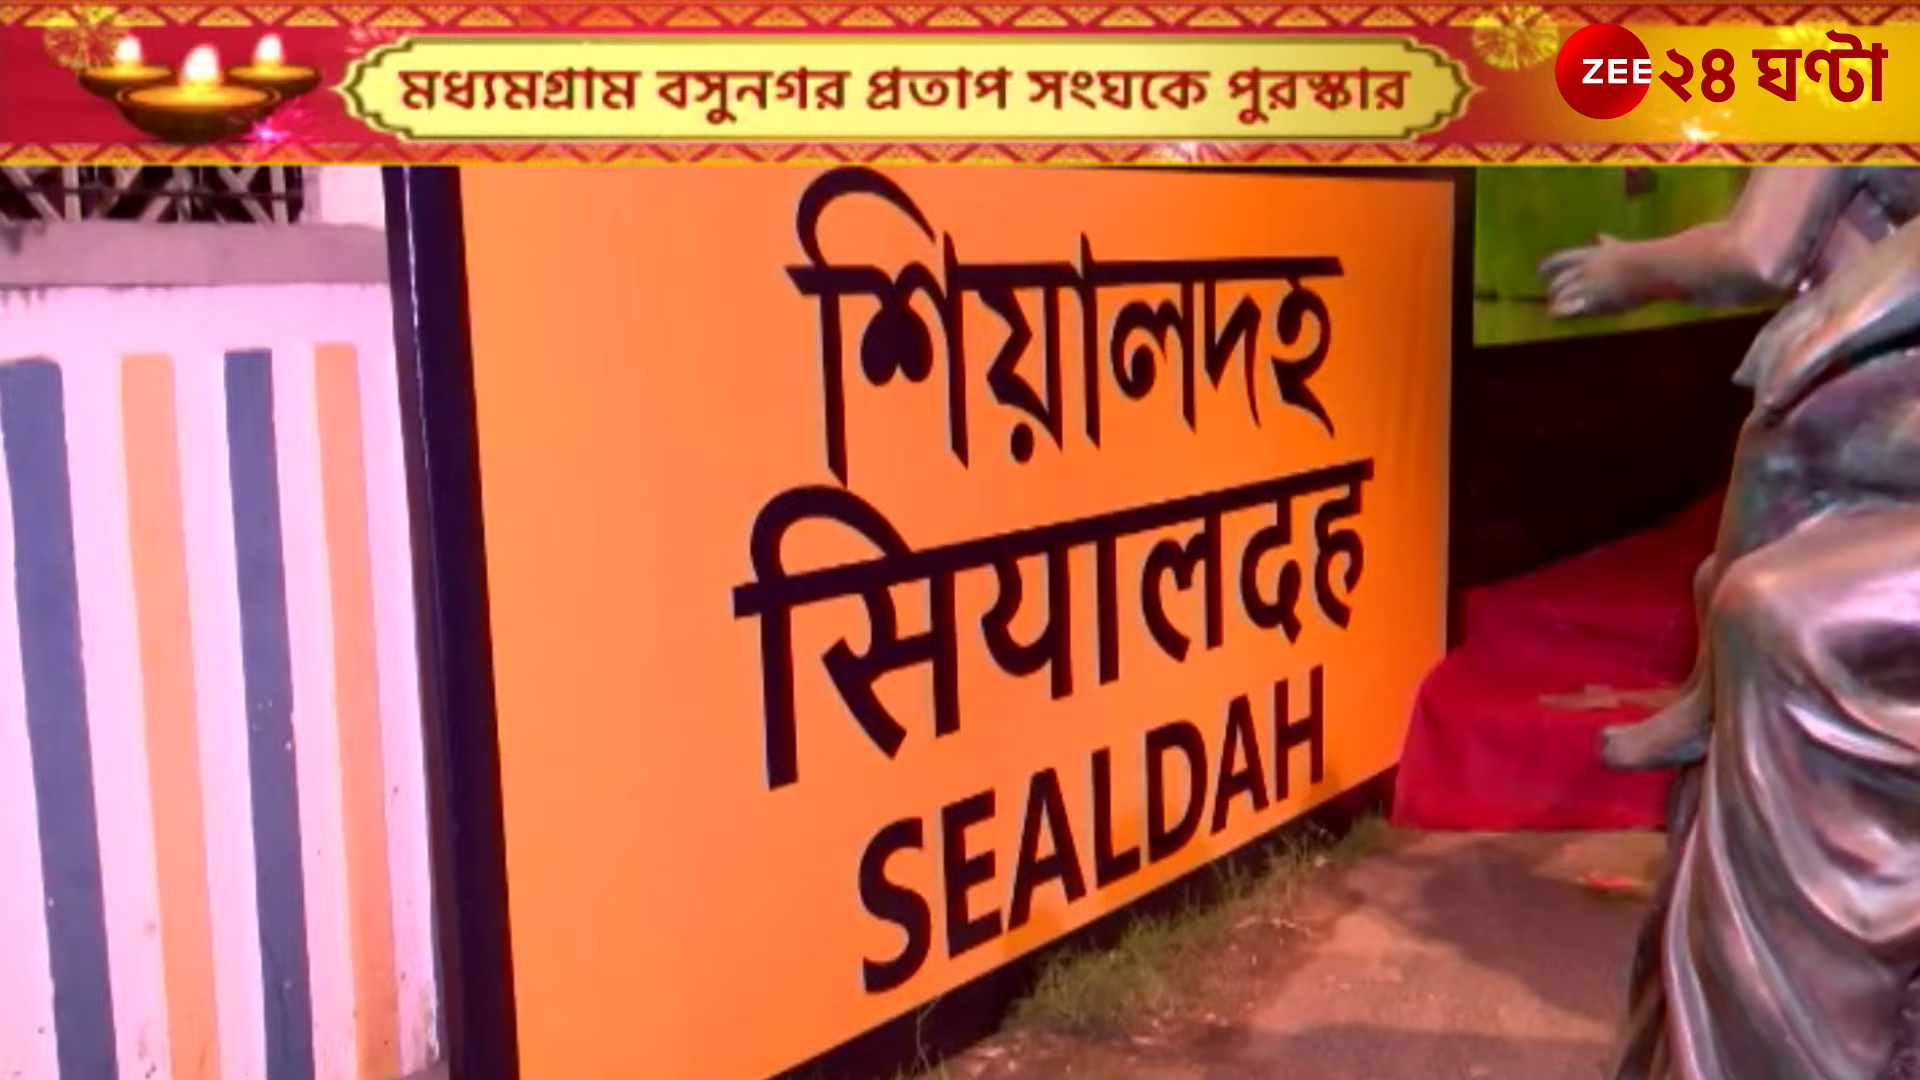 মধ্যমগ্রাম বসুনগর প্রতাপ সংঘকে পুরস্কার
ZEE ২৪ ঘণ্টা
শিয়ালদহ
सियालदह
SEALDAH